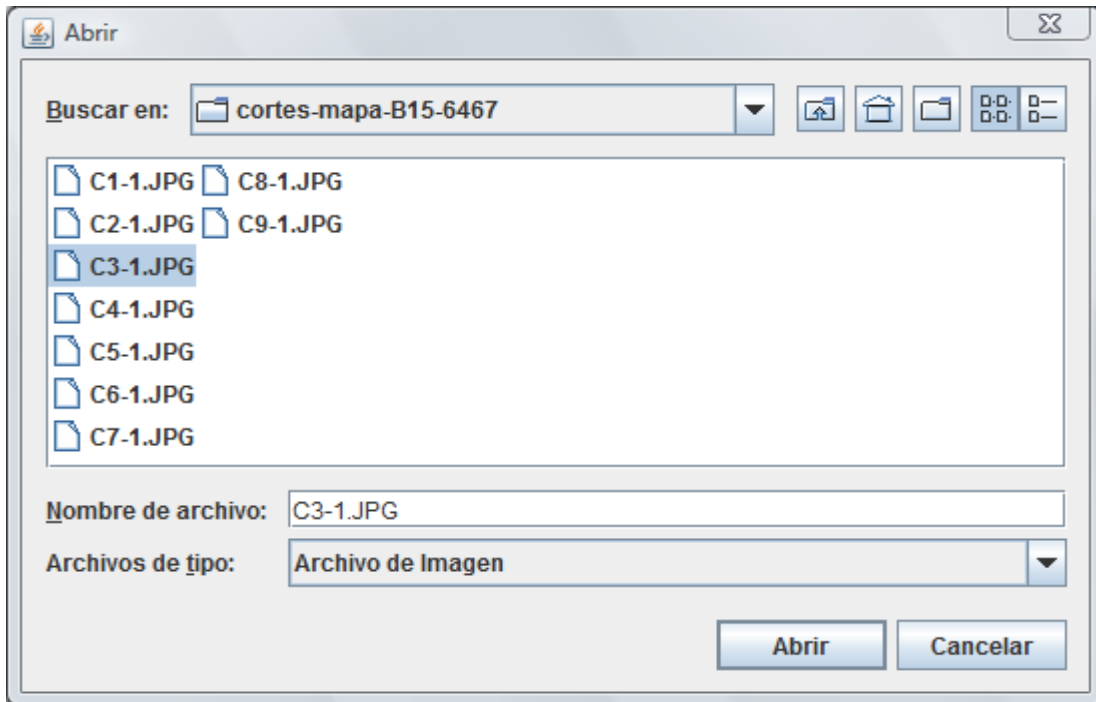 Abrir
Buscar en: cortes-mapa-B15-6467
C1-1.JPG C8-1.JPG
C2-1.JPG C9-1.JPG
C3-1.JPG
C4-1.JPG
C5-1.JPG
C6-1.JPG
C7-1.JPG
Nombre de archivo: C3-1.JPG
Archivos de tipo: Archivo de Imagen
Abrir Cancelar